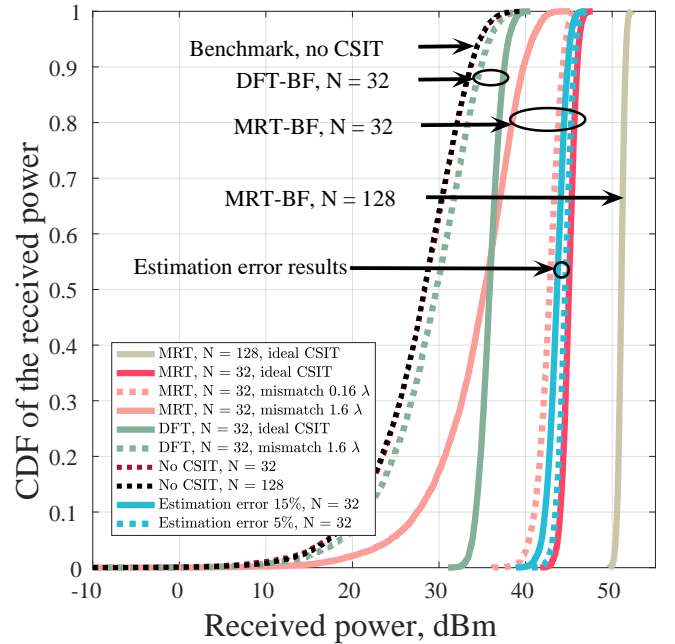 1
0.9
0.8
0.7
0.6
0.5
0.4
0.3
0.2
0.1
0
CDF of the received power
Benchmark, no CSIT
DFT-BF, N = 32
MRT-BF, N = 32
MRT-BF, N = 128
Estimation error results
MRT, N = 128, ideal CSIT
MRT, N = 32, ideal CSIT
MRT, N = 32, mismatch 0.16 λ
MRT, N = 32, mismatch 1.6 λ
DFT, N = 32, ideal CSIT
DFT, N = 32, mismatch 1.6 λ
No CSIT, N = 32
No CSIT, N = 128
Estimation error 15%, N = 32
Estimation error 5%, N = 32
-10 0 10 20 30 40 50
Received power, dBm